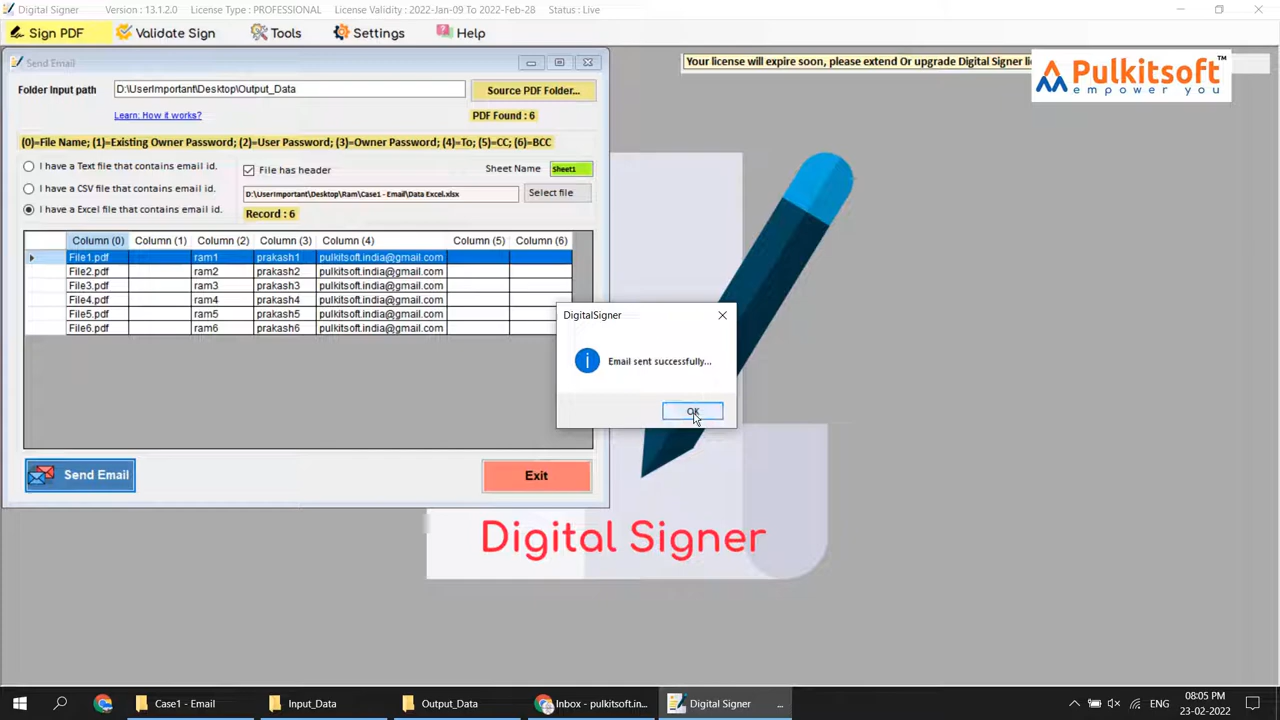 Digital Signer    Version : 13.1.2.0    License Type : PROFESSIONAL    License Validity : 2022-Jan-09 To 2022-Feb-28    Status : Live
Sign PDF    Validate Sign    Tools    Settings    Help
Your license will expire soon, please extend Or upgrade Digital Signer
Pulkitsoft™
empower you
Send Email
Folder Input path    D:\UserImportant\Desktop\Output_Data    Source PDF Folder...
Learn: How it works?    PDF Found : 6
(0)=File Name; (1)=Existing Owner Password; (2)=User Password; (3)=Owner Password; (4)=To; (5)=CC; (6)=BCC
I have a Text file that contains email id.    File has header    Sheet Name    Sheet1
I have a CSV file that contains email id.    D:\UserImportant\Desktop\Ram\Case1 - Email\Data Excel.xlsx    Select file
I have a Excel file that contains email id.    Record : 6
Column (0)    Column (1)    Column (2)    Column (3)    Column (4)    Column (5)    Column (6)
File1.pdf    ram1    prakash1    pulkitsoft.india@gmail.com
File2.pdf    ram2    prakash2    pulkitsoft.india@gmail.com
File3.pdf    ram3    prakash3    pulkitsoft.india@gmail.com
File4.pdf    ram4    prakash4    pulkitsoft.india@gmail.com
File5.pdf    ram5    prakash5    pulkitsoft.india@gmail.com
File6.pdf    ram6    prakash6    pulkitsoft.india@gmail.com
DigitalSigner
Email sent successfully...
OK
Send Email    Exit
Digital Signer
Case1 - Email    Input_Data    Output_Data    Inbox - pulkitsoft.in...    Digital Signer    ...    ENG    08:05 PM
23-02-2022